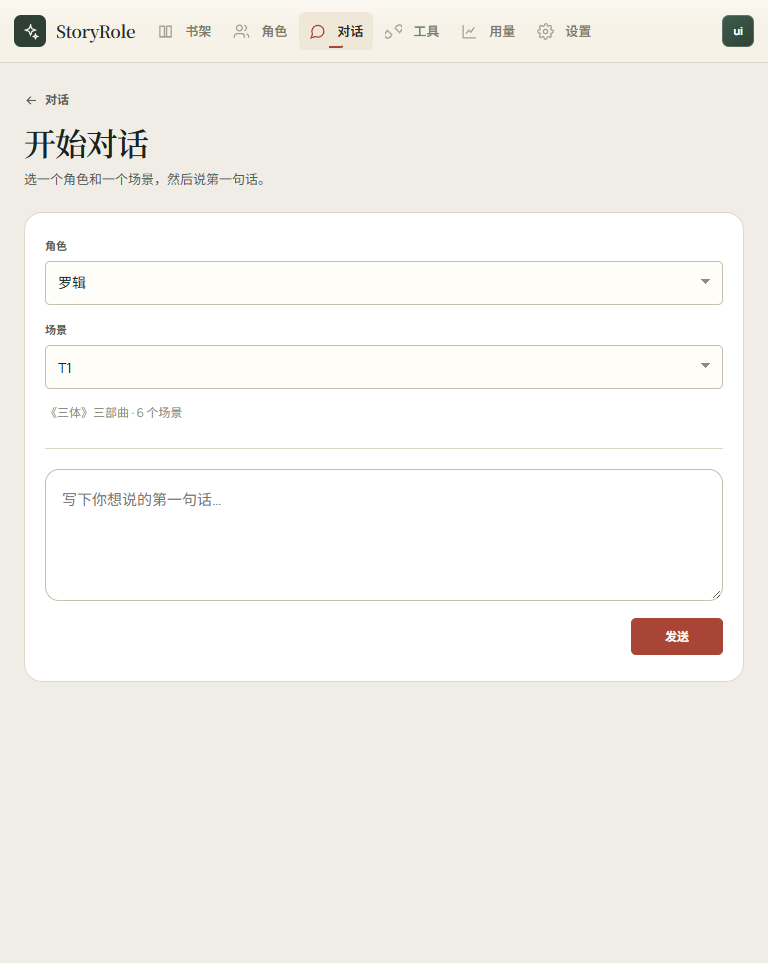 StoryRole 书架 角色 对话 工具 用量 设置 ui
← 对话
开始对话
选一个角色和一个场景，然后说第一句话。
角色
罗辑
场景
T1
《三体》三部曲 · 6 个场景
写下你想说的第一句话…
发送